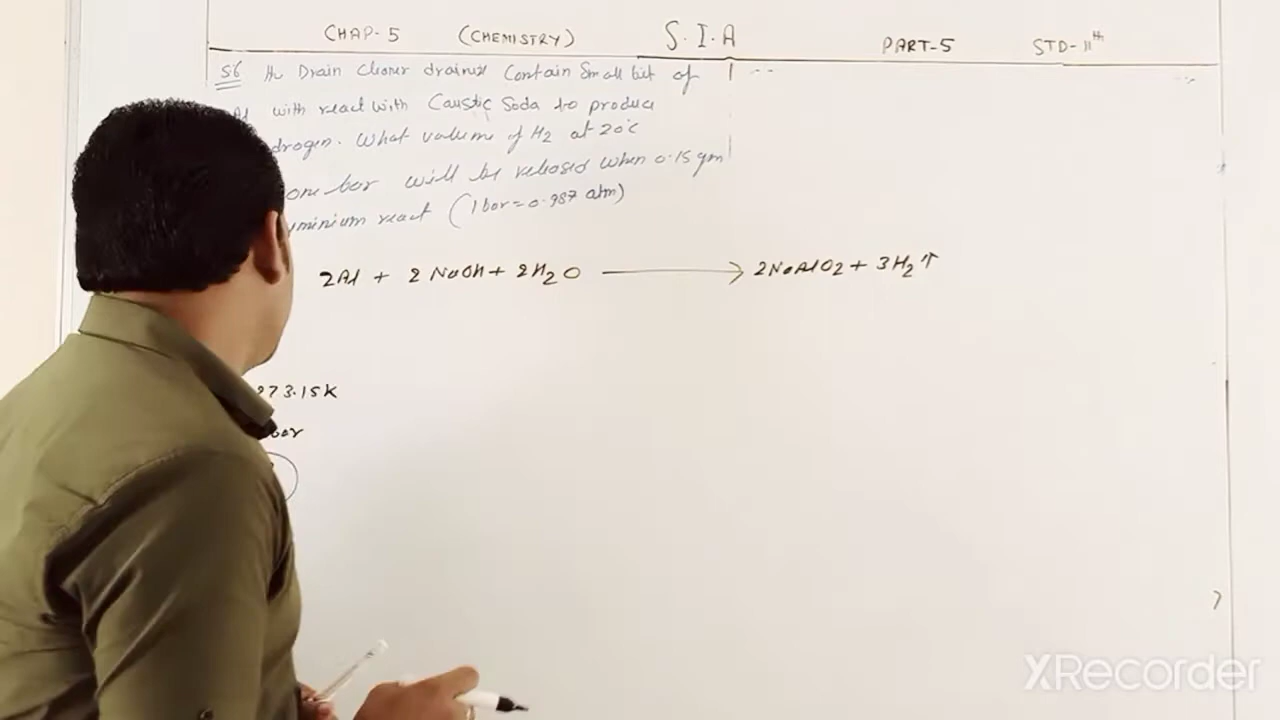 CHAP-5 (CHEMISTRY) S.I.A PART-5 STD-11th
56 The Drain Cleaner drainex Contain Small bit of
Al with react with Caustic Soda to produce
drogen. What volume of H2 at 20°C
one bar will be released when 0.15 gm
minium react (1 bar = 0.987 atm)
2Al + 2NaOH + 2H2O ⟶ 2NaAlO2 + 3H2↑
273.15K
bar
XRecorder